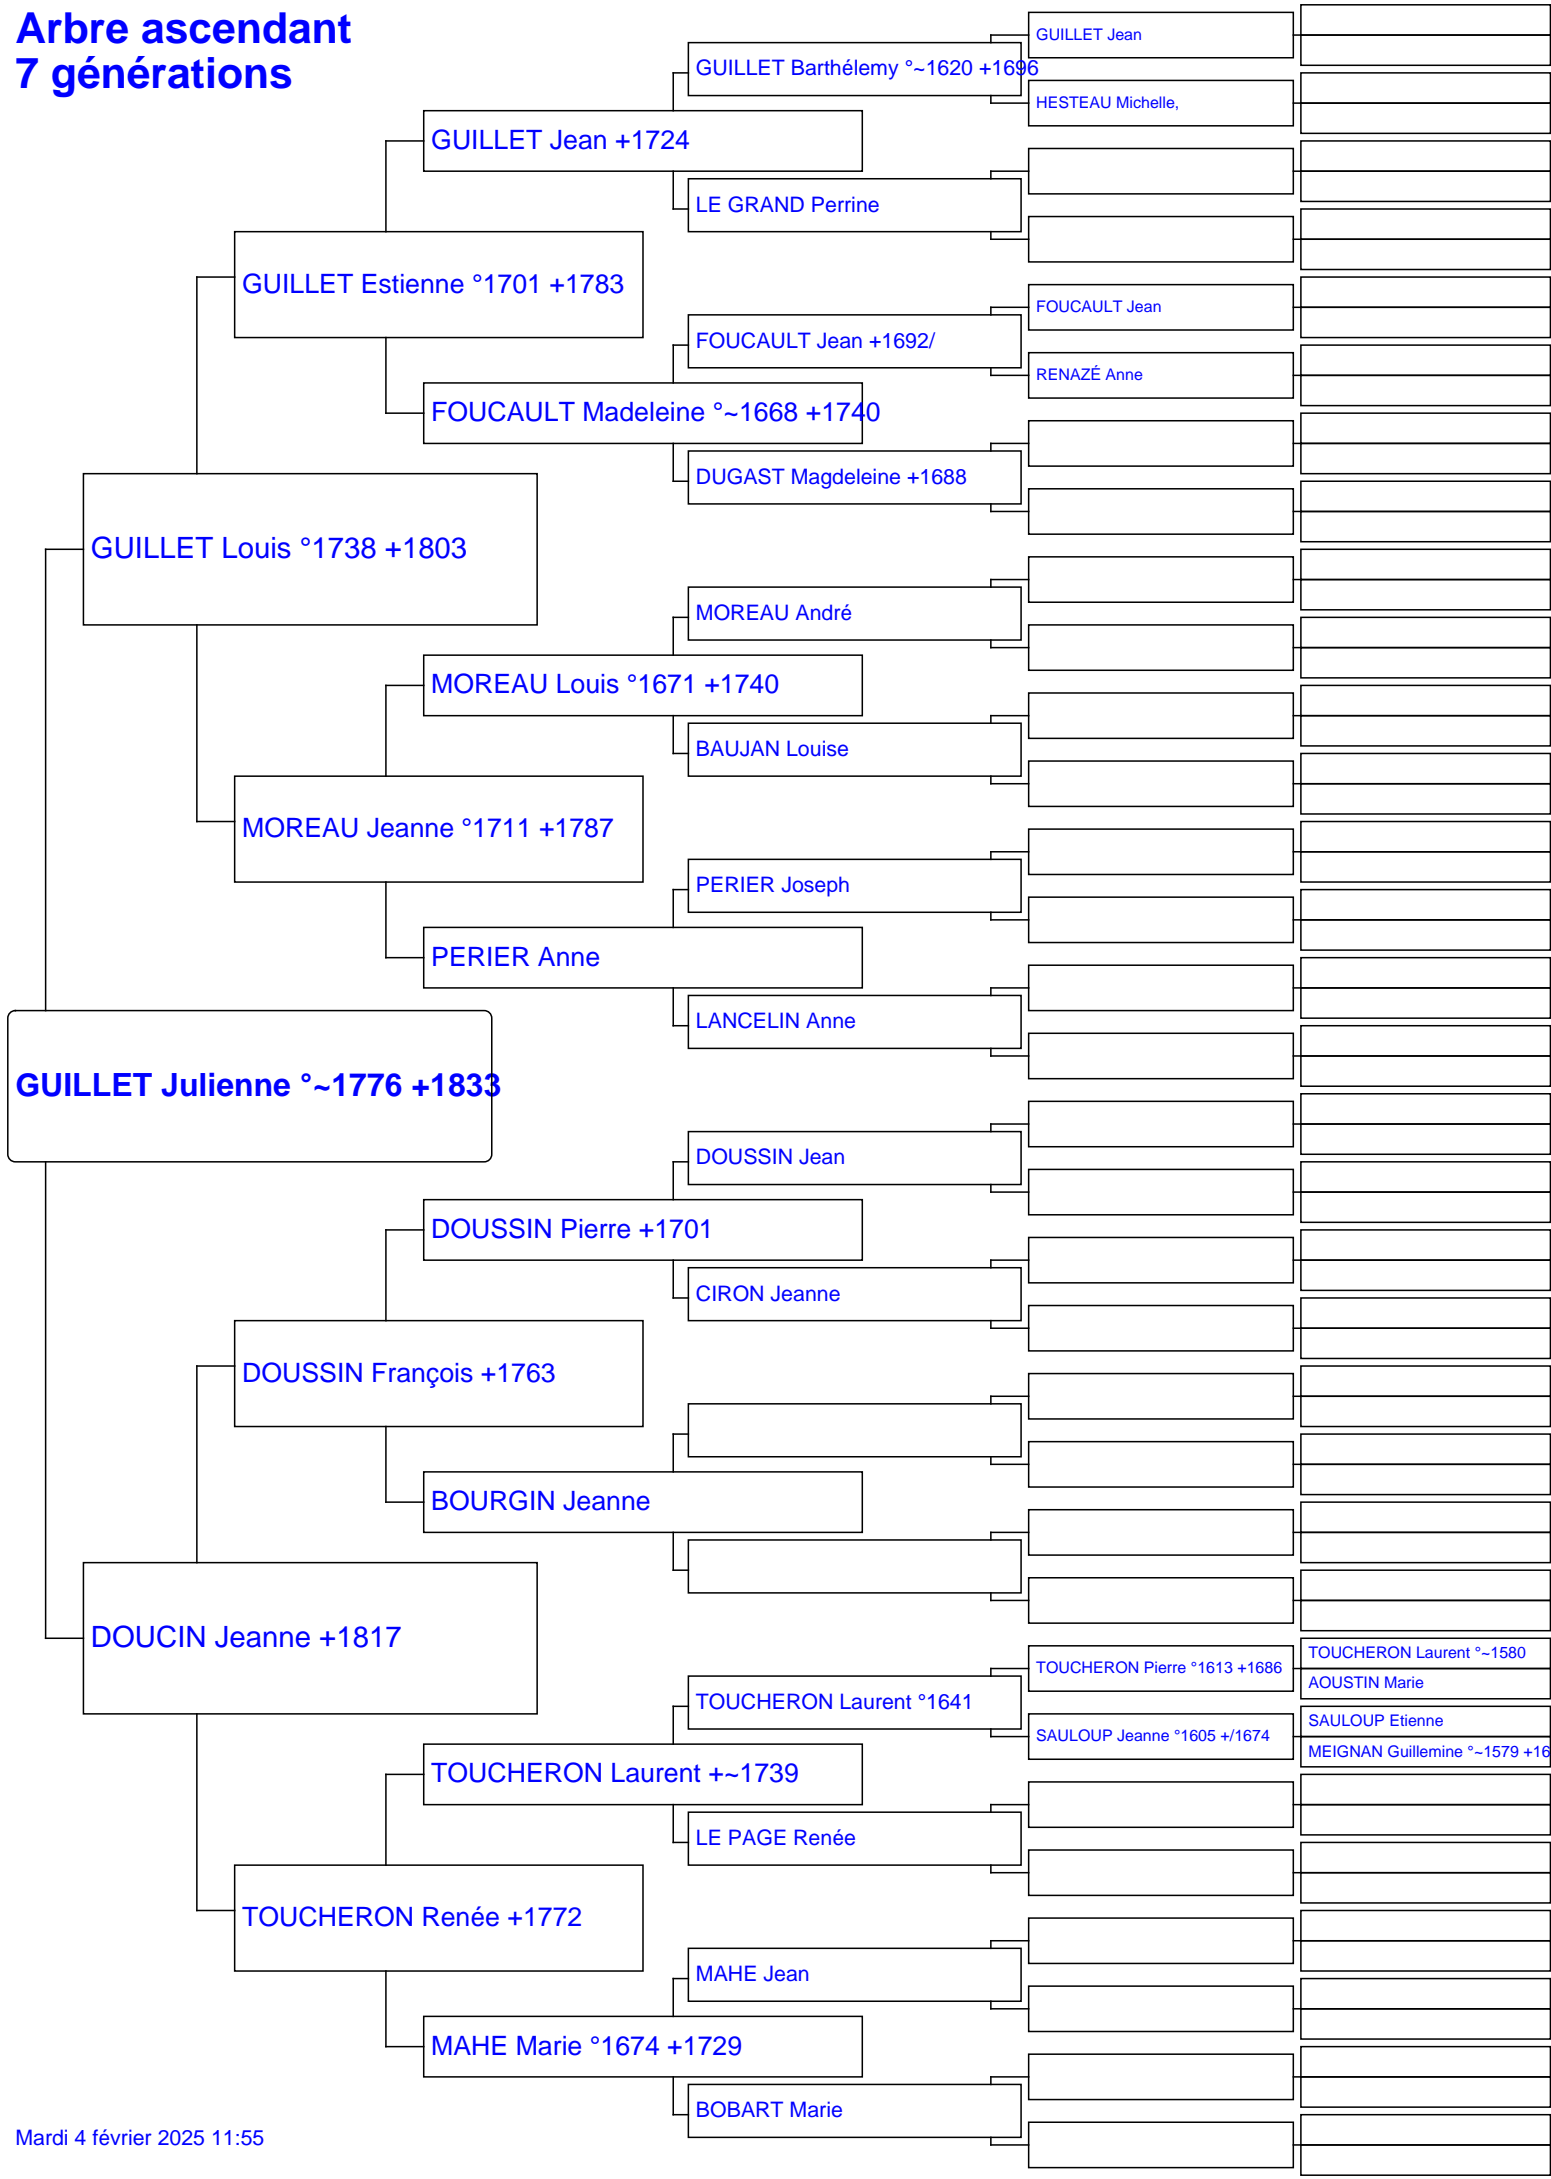 Arbre ascendant
7 générations
GUILLET Jean
GUILLET Barthélemy °~1620 +1696
HESTEAU Michelle,
GUILLET Jean +1724
LE GRAND Perrine
GUILLET Estienne °1701 +1783
FOUCAULT Jean
FOUCAULT Jean +1692/
RENAZÉ Anne
FOUCAULT Madeleine °~1668 +1740
DUGAST Magdeleine +1688
GUILLET Louis °1738 +1803
MOREAU André
MOREAU Louis °1671 +1740
BAUJAN Louise
MOREAU Jeanne °1711 +1787
PERIER Joseph
PERIER Anne
LANCELIN Anne
GUILLET Julienne °~1776 +1833
DOUSSIN Jean
DOUSSIN Pierre +1701
CIRON Jeanne
DOUSSIN François +1763
BOURGIN Jeanne
DOUCIN Jeanne +1817
TOUCHERON Laurent °~1580
TOUCHERON Pierre °1613 +1686
AOUSTIN Marie
TOUCHERON Laurent °1641
SAULOUP Etienne
SAULOUP Jeanne °1605 +/1674
MEIGNAN Guillemine °~1579 +16
TOUCHERON Laurent +~1739
LE PAGE Renée
TOUCHERON Renée +1772
MAHE Jean
MAHE Marie °1674 +1729
BOBART Marie
Mardi 4 février 2025 11:55